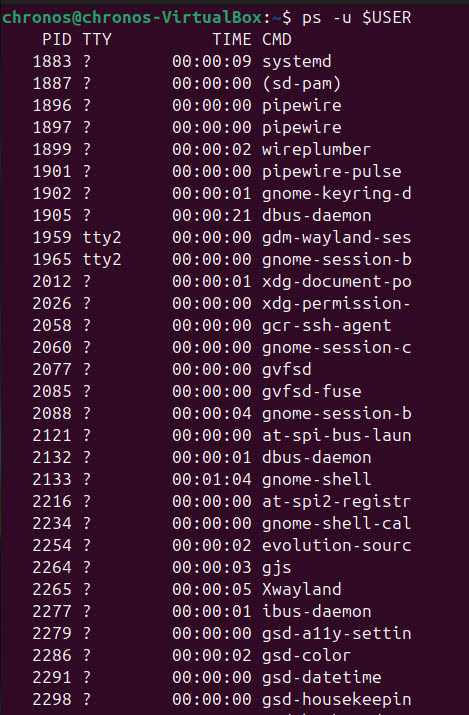 chronos@chronos-VirtualBox:~$ ps -u $USER
PID TTY TIME CMD
1883 ? 00:00:09 systemd
1887 ? 00:00:00 (sd-pam)
1896 ? 00:00:00 pipewire
1897 ? 00:00:00 pipewire
1899 ? 00:00:02 wireplumber
1901 ? 00:00:00 pipewire-pulse
1902 ? 00:00:01 gnome-keyring-d
1905 ? 00:00:21 dbus-daemon
1959 tty2 00:00:00 gdm-wayland-ses
1965 tty2 00:00:00 gnome-session-b
2012 ? 00:00:01 xdg-document-po
2026 ? 00:00:00 xdg-permission-
2058 ? 00:00:00 gcr-ssh-agent
2060 ? 00:00:00 gnome-session-c
2077 ? 00:00:00 gvfsd
2085 ? 00:00:00 gvfsd-fuse
2088 ? 00:00:04 gnome-session-b
2121 ? 00:00:00 at-spi-bus-laun
2132 ? 00:00:01 dbus-daemon
2133 ? 00:01:04 gnome-shell
2216 ? 00:00:00 at-spi2-registr
2234 ? 00:00:00 gnome-shell-cal
2254 ? 00:00:02 evolution-sourc
2264 ? 00:00:03 gjs
2265 ? 00:00:05 Xwayland
2277 ? 00:00:01 ibus-daemon
2279 ? 00:00:00 gsd-a11y-settin
2286 ? 00:00:02 gsd-color
2291 ? 00:00:00 gsd-datetime
2298 ? 00:00:00 gsd-housekeepin